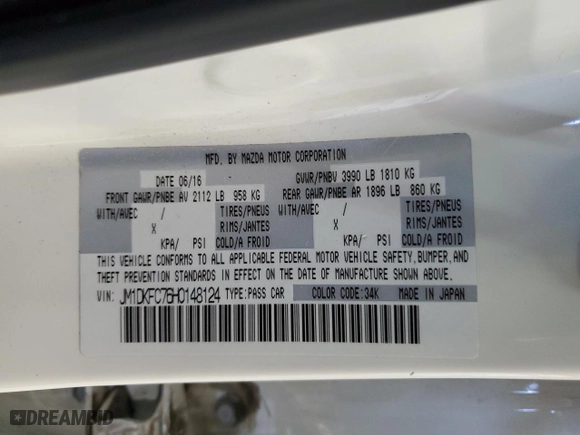 MFD. BY MAZDA MOTOR CORPORATION
DATE 06/16 GVWR/PNBV 3990 LB 1810 KG
FRONT GAWR/PNBE AV 2112 LB 958 KG REAR GAWR/PNBE AR 1896 LB 860 KG
WITH/AVEC / TIRES/PNEUS WITH/AVEC / TIRES/PNEUS
X RIMS/JANTES X RIMS/JANTES
KPA/ PSI COLD/A FROID KPA/ PSI COLD/A FROID
THIS VEHICLE CONFORMS TO ALL APPLICABLE FEDERAL MOTOR VEHICLE SAFETY,BUMPER,AND
THEFT PREVENTION STANDARDS IN EFFECT ON THE DATE OF MANUFACTURE SHOWN ABOVE.
VIN: JM1DKFC76H0148124 TYPE:PASS CAR COLOR CODE:34K MADE IN JAPAN
DREAMBID